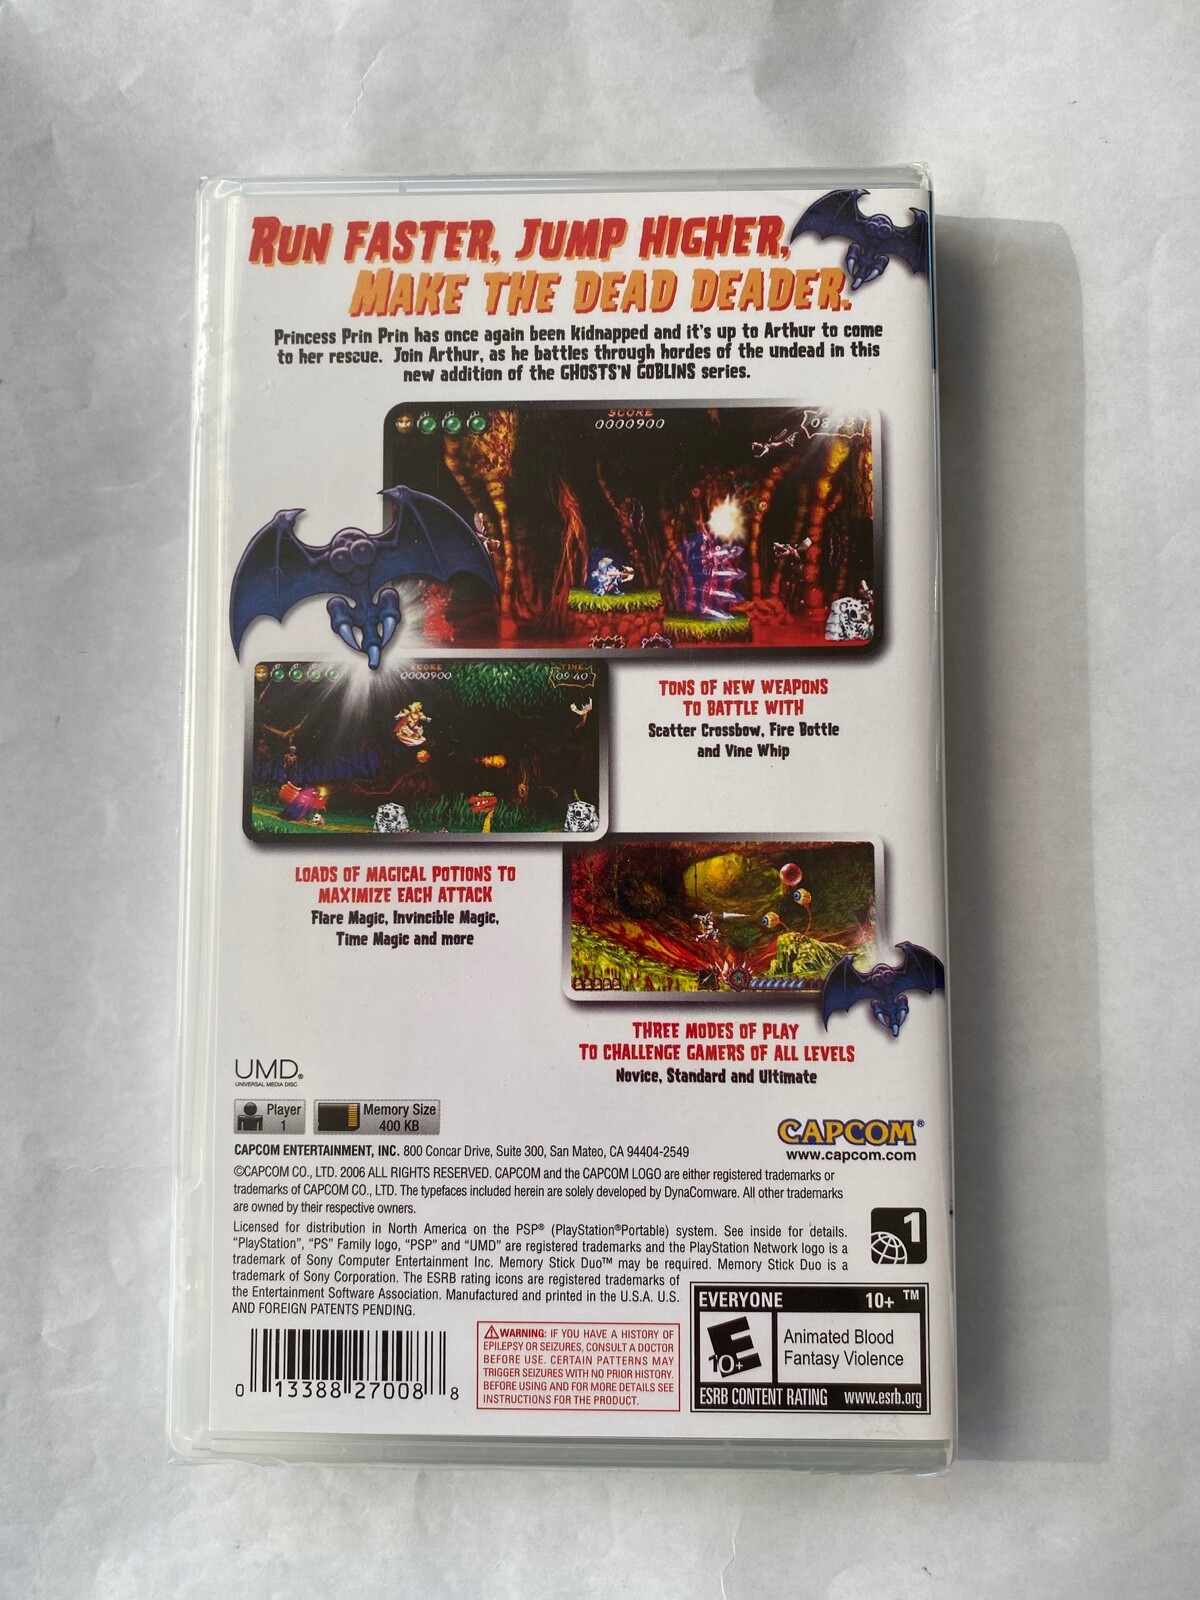 RUN FASTER, JUMP HIGHER,
MAKE THE DEAD DEADER.
Princess Prin Prin has once again been kidnapped and it's up to Arthur to come
to her rescue. Join Arthur, as he battles through hordes of the undead in this
new addition of the GHOSTS'N GOBLINS series.
SCORE
0000900
SCORE
0000900
TIME
09:40
TONS OF NEW WEAPONS
TO BATTLE WITH
Scatter Crossbow, Fire Bottle
and Vine Whip
LOADS OF MAGICAL POTIONS TO
MAXIMIZE EACH ATTACK
Flare Magic, Invincible Magic,
Time Magic and more
THREE MODES OF PLAY
TO CHALLENGE GAMERS OF ALL LEVELS
Novice, Standard and Ultimate
UMD®
UNIVERSAL MEDIA DISC
Player
1
Memory Size
400 KB
CAPCOM®
www.capcom.com
CAPCOM ENTERTAINMENT, INC. 800 Concar Drive, Suite 300, San Mateo, CA 94404-2549
©CAPCOM CO., LTD. 2006 ALL RIGHTS RESERVED. CAPCOM and the CAPCOM LOGO are either registered trademarks or
trademarks of CAPCOM CO., LTD. The typefaces included herein are solely developed by DynaComware. All other trademarks
are owned by their respective owners.
Licensed for distribution in North America on the PSP® (PlayStation®Portable) system. See inside for details.
"PlayStation", "PS" Family logo, "PSP" and "UMD" are registered trademarks and the PlayStation Network logo is a
trademark of Sony Computer Entertainment Inc. Memory Stick Duo™ may be required. Memory Stick Duo is a
trademark of Sony Corporation. The ESRB rating icons are registered trademarks of
the Entertainment Software Association. Manufactured and printed in the U.S.A. U.S.
AND FOREIGN PATENTS PENDING.
1
0 13388 27008 8
WARNING: IF YOU HAVE A HISTORY OF
EPILEPSY OR SEIZURES, CONSULT A DOCTOR
BEFORE USE. CERTAIN PATTERNS MAY
TRIGGER SEIZURES WITH NO PRIOR HISTORY.
BEFORE USING AND FOR MORE DETAILS SEE
INSTRUCTIONS FOR THE PRODUCT.
EVERYONE 10+ ™
E
10+
Animated Blood
Fantasy Violence
ESRB CONTENT RATING www.esrb.org